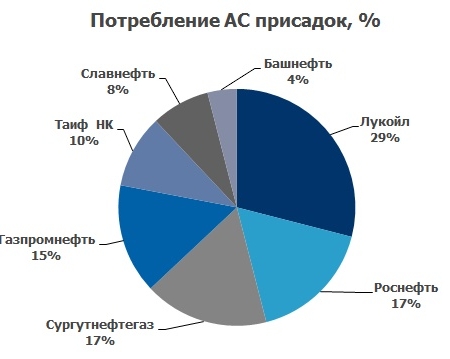 Потребление АС присадок, %
Башнефть
4%
Славнефть
8%
Лукойл
29%
Таиф НК
10%
Газпромнефть
15%
Роснефть
17%
Сургутнефтегаз
17%